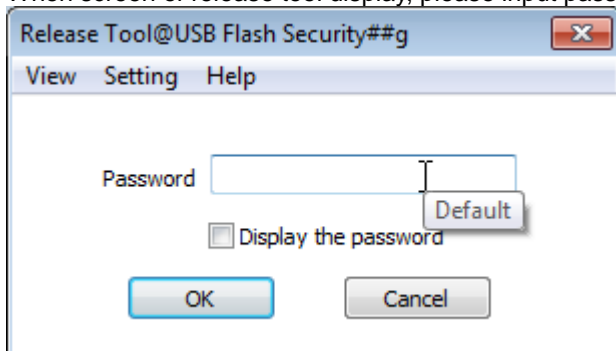 When screen of release tool display, please input pass
Release Tool@USB Flash Security##g
View Setting Help
Password
Default
Display the password
OK Cancel